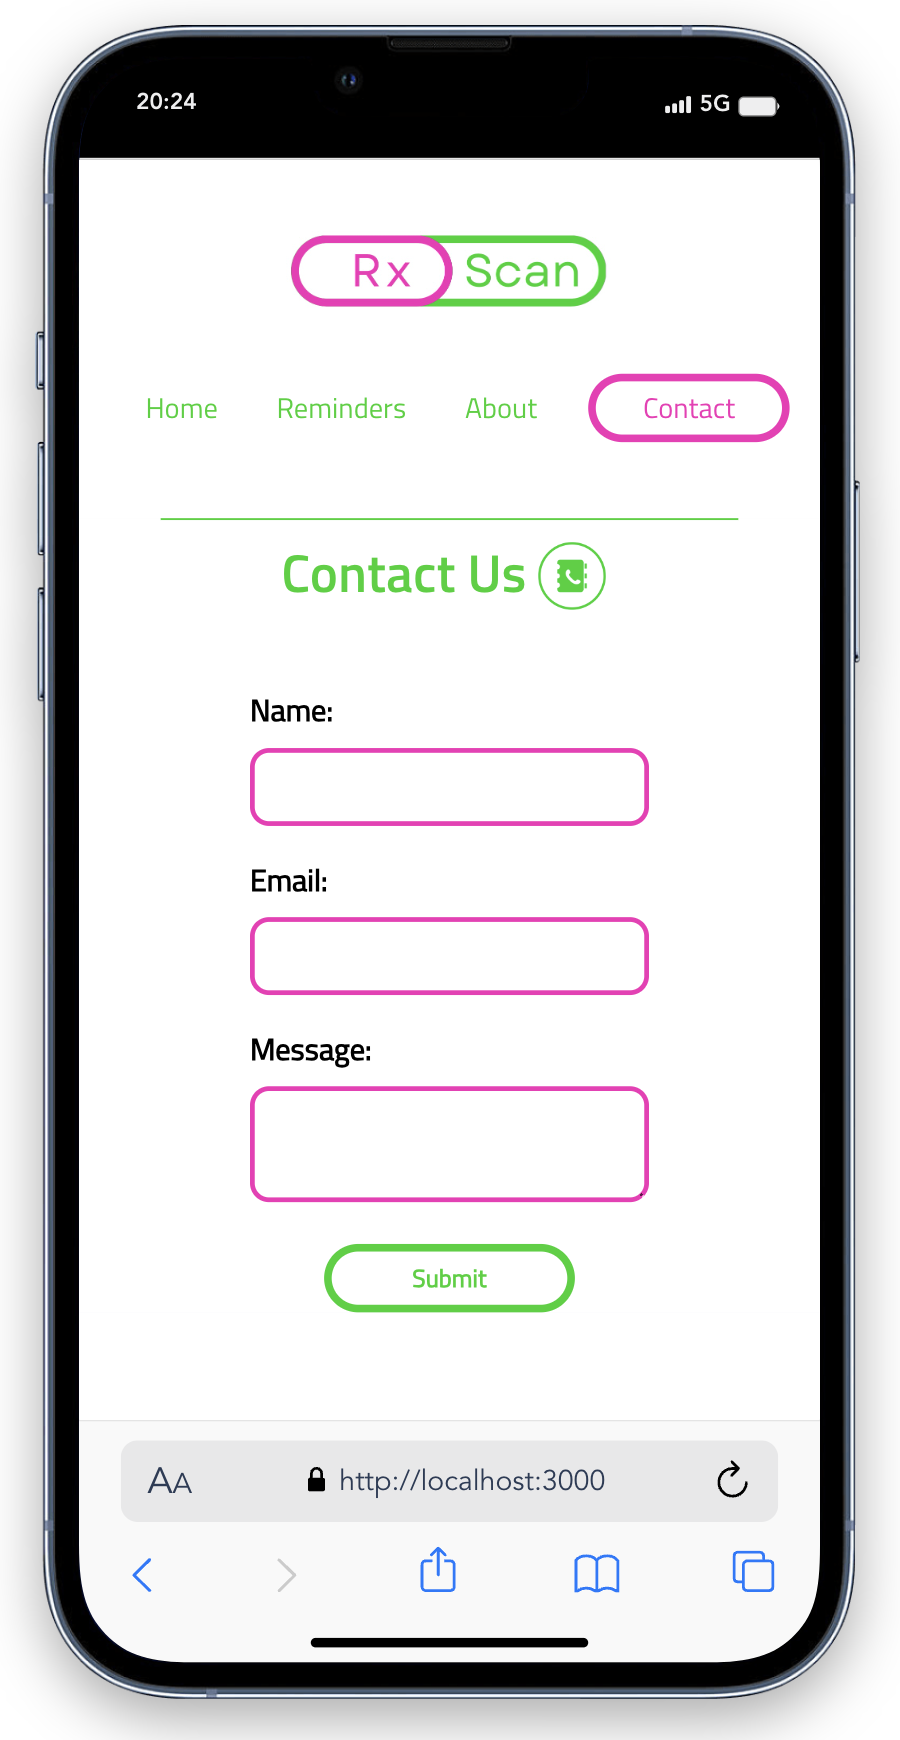 20:24 5G
Rx Scan
Home Reminders About Contact
Contact Us
Name:
Email:
Message:
Submit
AA http://localhost:3000